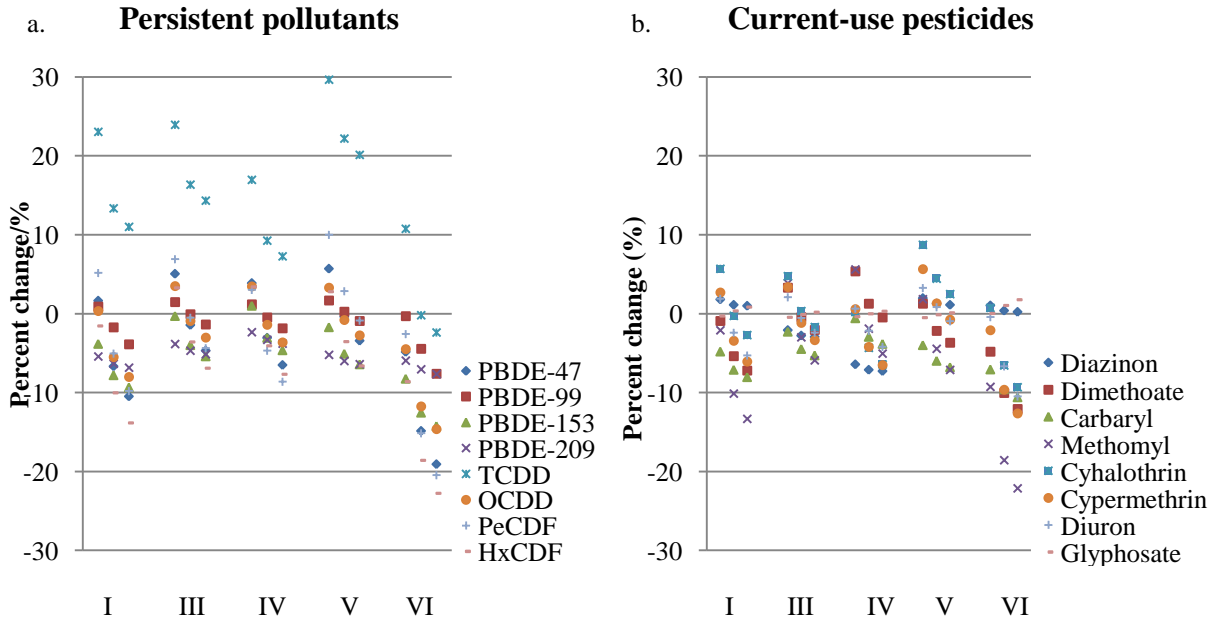 a. Persistent pollutants
Percent change/%
30
20
10
0
-10
-20
-30
I III IV V VI
PBDE-47
PBDE-99
PBDE-153
PBDE-209
TCDD
OCDD
PeCDF
HxCDF
b. Current-use pesticides
Percent change (%)
30
20
10
0
-10
-20
-30
I III IV V VI
Diazinon
Dimethoate
Carbaryl
Methomyl
Cyhalothrin
Cypermethrin
Diuron
Glyphosate